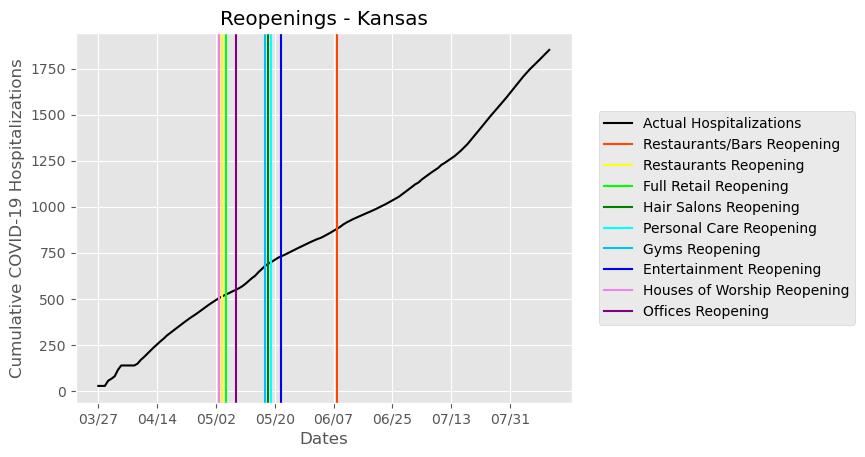 Reopenings - Kansas
Cumulative COVID-19 Hospitalizations
1750
1500
1250
1000
750
500
250
0
03/27
04/14
05/02
05/20
06/07
06/25
07/13
07/31
Dates
Actual Hospitalizations
Restaurants/Bars Reopening
Restaurants Reopening
Full Retail Reopening
Hair Salons Reopening
Personal Care Reopening
Gyms Reopening
Entertainment Reopening
Houses of Worship Reopening
Offices Reopening